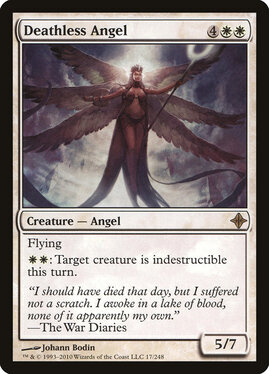 Deathless Angel 4
Creature — Angel
Flying
: Target creature is indestructible
this turn.
“I should have died that day, but I suffered
not a scratch. I awoke in a lake of blood,
none of it apparently my own.”
—The War Diaries
Johann Bodin
™ & © 1993–2010 Wizards of the Coast LLC 17/248
5/7